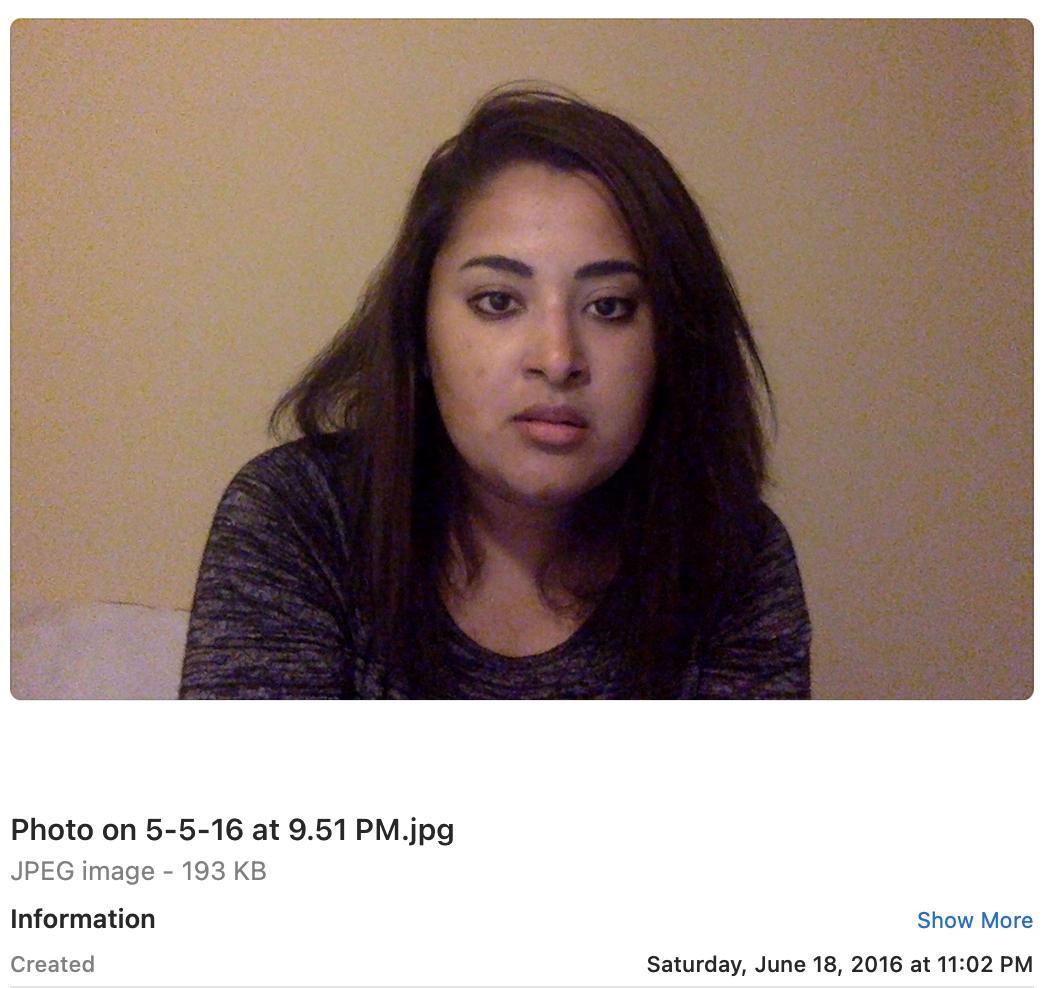 Photo on 5-5-16 at 9.51 PM.jpg
JPEG image - 193 KB
Information Show More
Created Saturday, June 18, 2016 at 11:02 PM